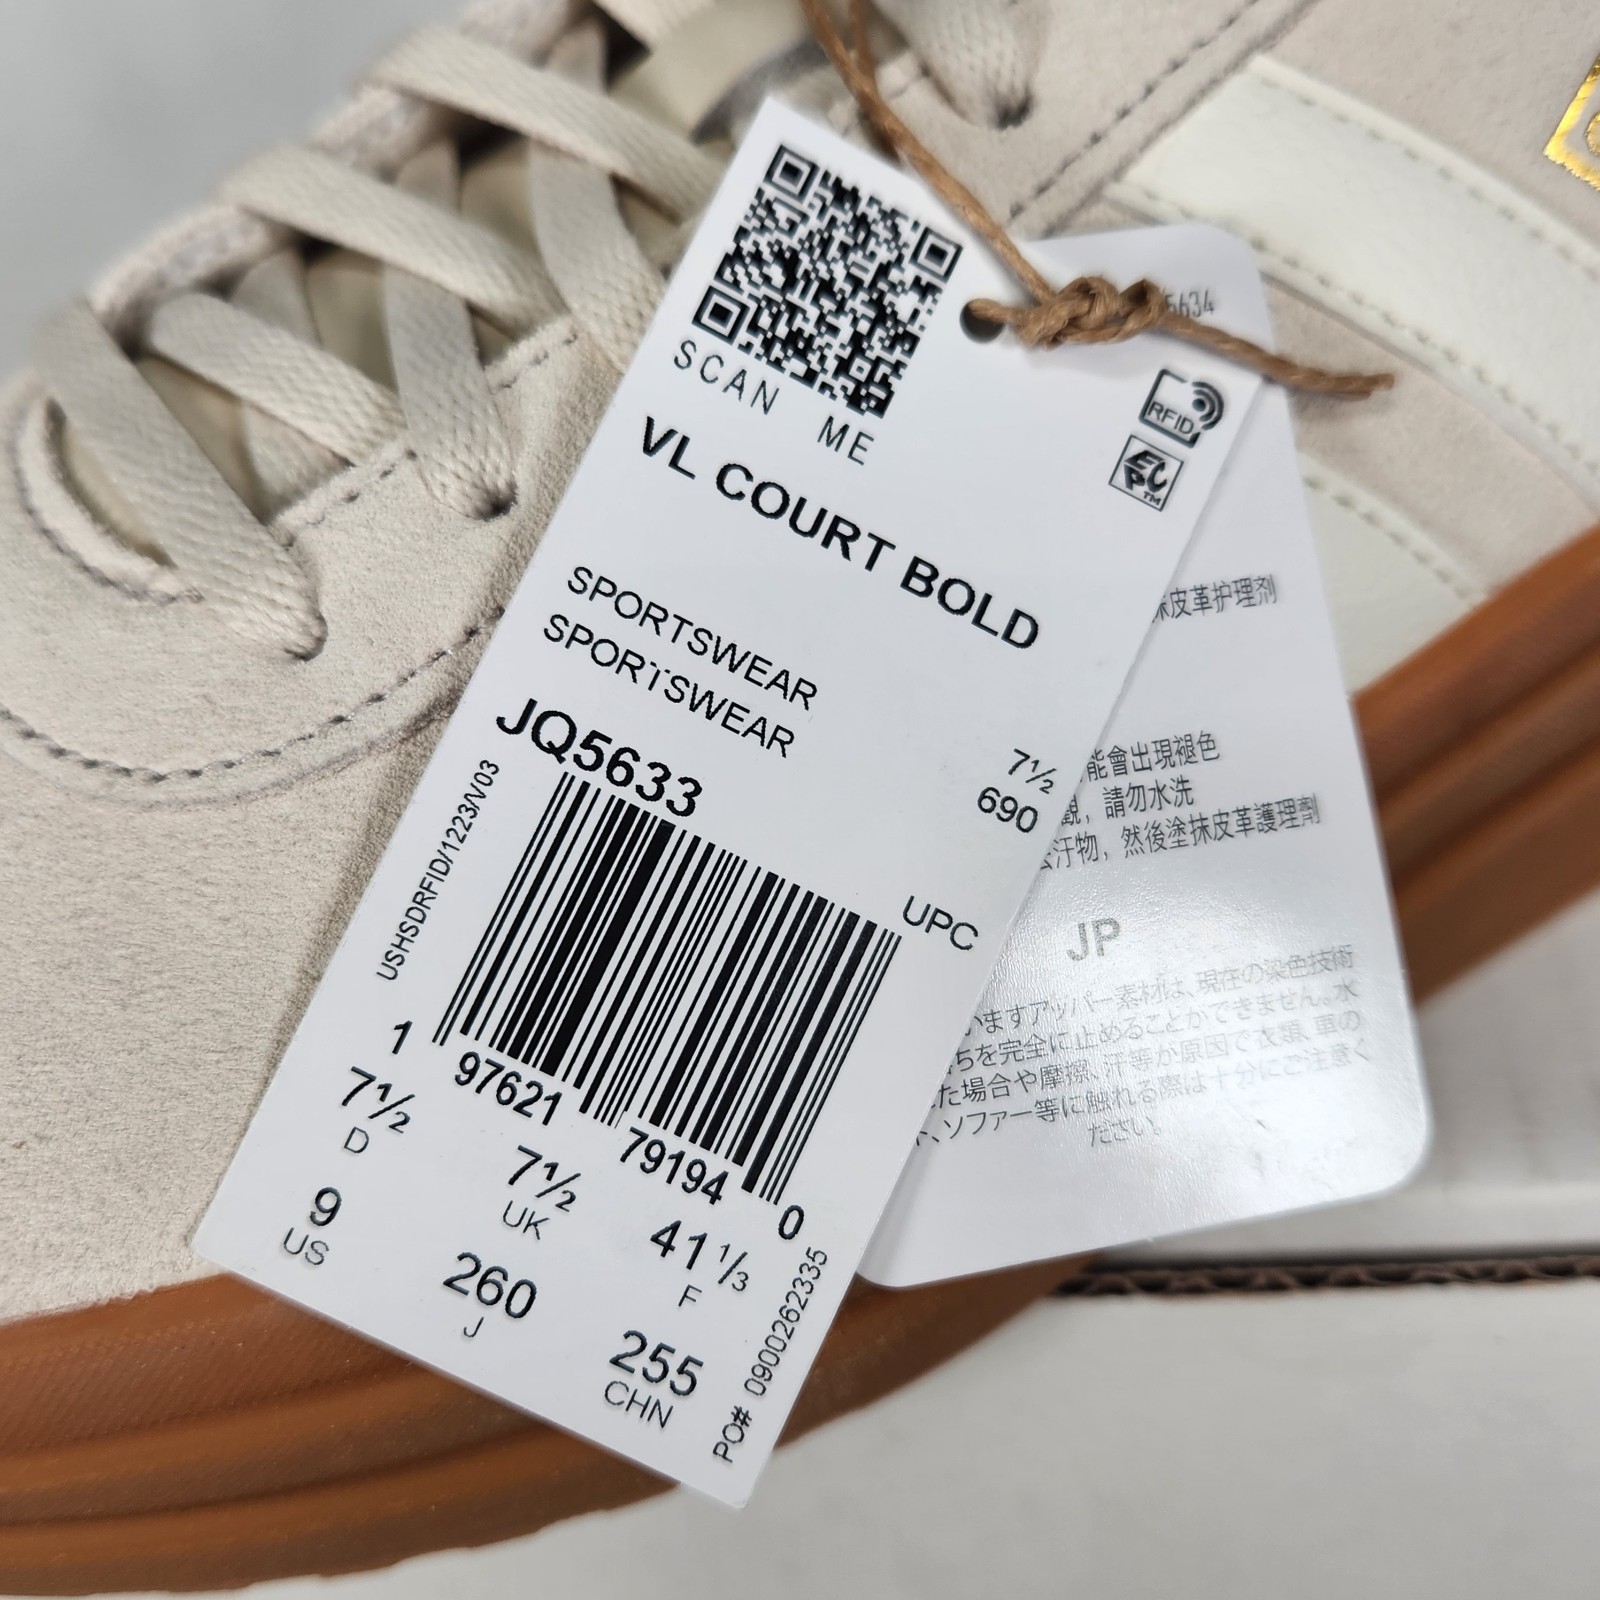 SCAN ME
VL COURT BOLD
SPORTSWEAR
SPORTSWEAR
JQ5633
7½
690
UPC
USHSDRFID/1223/V03
1 97621 79194 0
7½
D
7½
UK
41⅓
F
9
US
260
J
255
CHN
PO# 0900262335
RFID
EPC™
5634
抹皮革护理剂
能會出現褪色
觀，請勿水洗
去汙物，然後塗抹皮革護理劑
JP
いますアッパー素材は、現在の染色技術
ちを完全に止めることができません。水
た場合や摩擦、汗等が原因で衣類、車の
ト、ソファー等に触れる際は十分にご注意く
ださい。